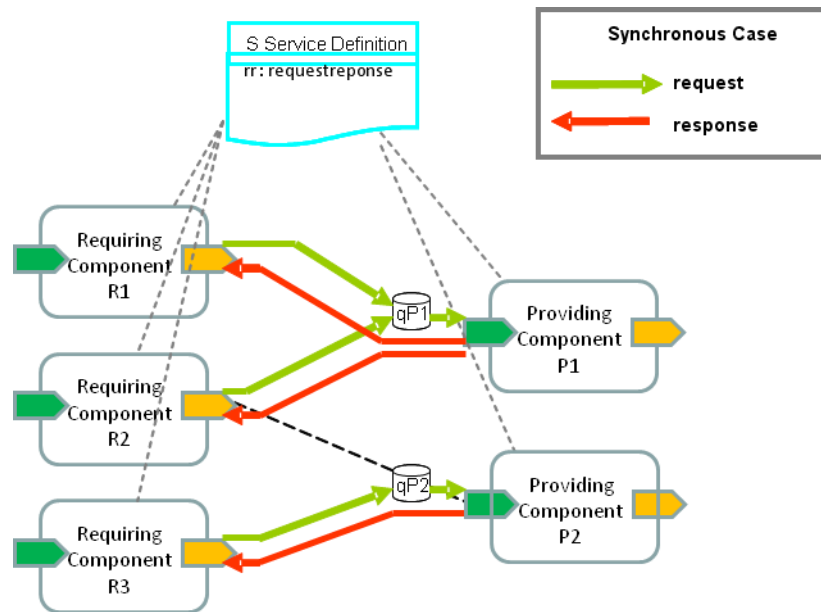 S Service Definition
rr: requestreponse
Synchronous Case
request
response
Requiring
Component
R1
qP1
Providing
Component
P1
Requiring
Component
R2
qP2
Providing
Component
P2
Requiring
Component
R3